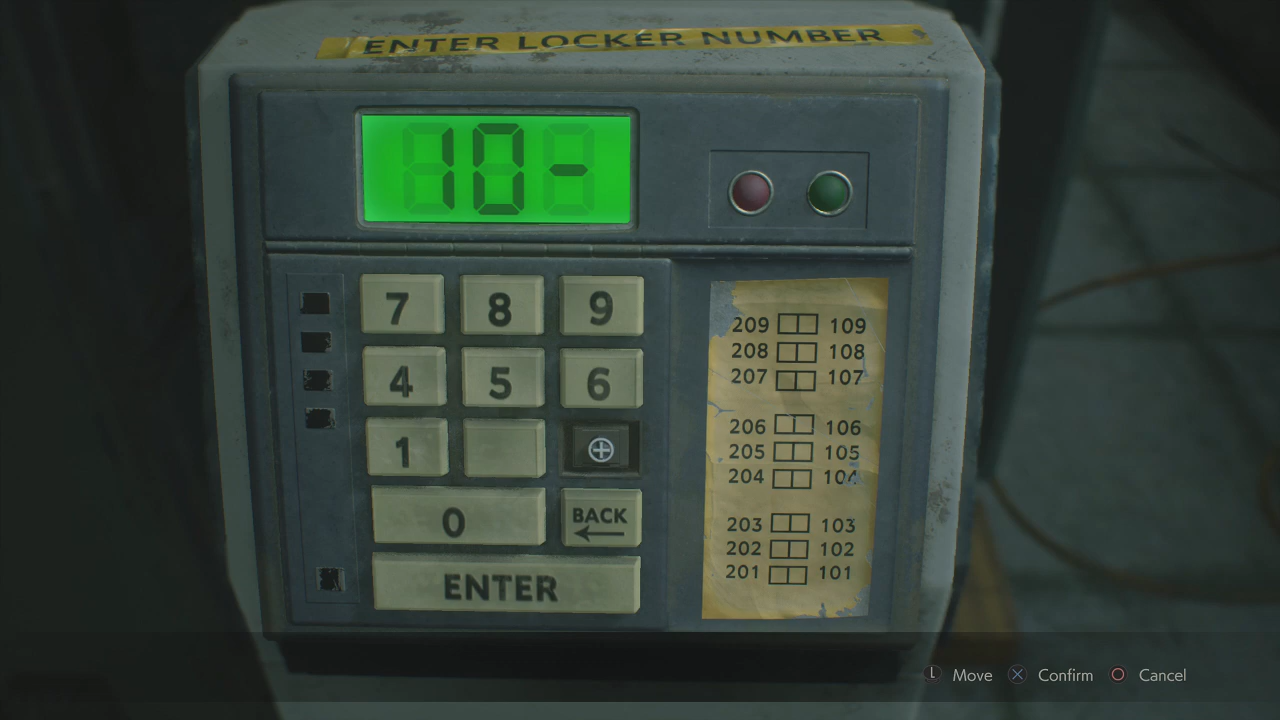 ENTER LOCKER NUMBER
10-
7 8 9
4 5 6
1
0 BACK
ENTER
209 109
208 108
207 107
206 106
205 105
204 104
203 103
202 102
201 101
L Move Confirm Cancel